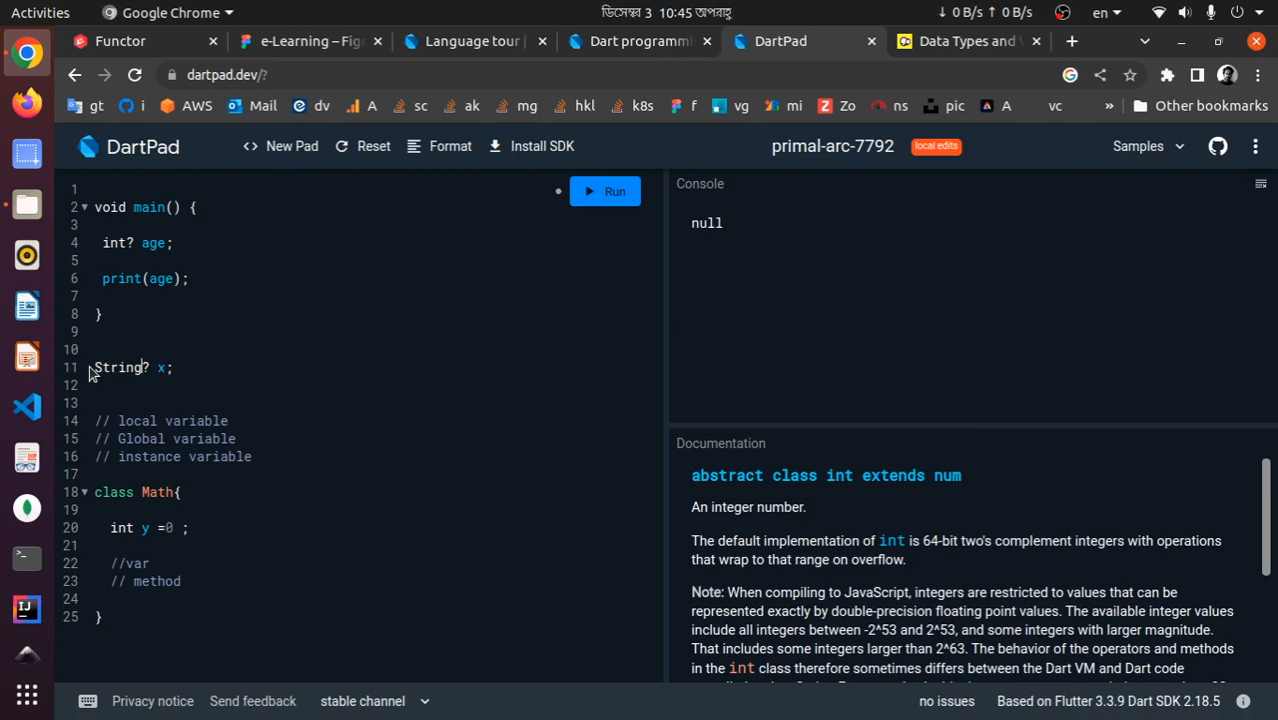 Activities
Google Chrome
ডিসেম্বর 3 10:45 অপরাহ্ন
↓ 0 B/s ↑ 0 B/s
en
Functor
e-Learning – Fig
Language tour
Dart programm
DartPad
Data Types and
dartpad.dev/?
gt
i
AWS
Mail
dv
A
sc
ak
mg
hkl
k8s
f
vg
mi
Zo
ns
pic
A
vc
»
Other bookmarks
DartPad
<> New Pad
Reset
Format
Install SDK
primal-arc-7792
local edits
Samples
1
2 void main() {
3
4 int? age;
5
6 print(age);
7
8 }
9
10
11 String? x;
12
13
14 // local variable
15 // Global variable
16 // instance variable
17
18 class Math{
19
20 int y =0 ;
21
22 //var
23 // method
24
25 }
Run
Console
null
Documentation
abstract class int extends num
An integer number.
The default implementation of int is 64-bit two's complement integers with operations
that wrap to that range on overflow.
Note: When compiling to JavaScript, integers are restricted to values that can be
represented exactly by double-precision floating point values. The available integer values
include all integers between -2^53 and 2^53, and some integers with larger magnitude.
That includes some integers larger than 2^63. The behavior of the operators and methods
in the int class therefore sometimes differs between the Dart VM and Dart code
Privacy notice
Send feedback
stable channel
no issues
Based on Flutter 3.3.9 Dart SDK 2.18.5